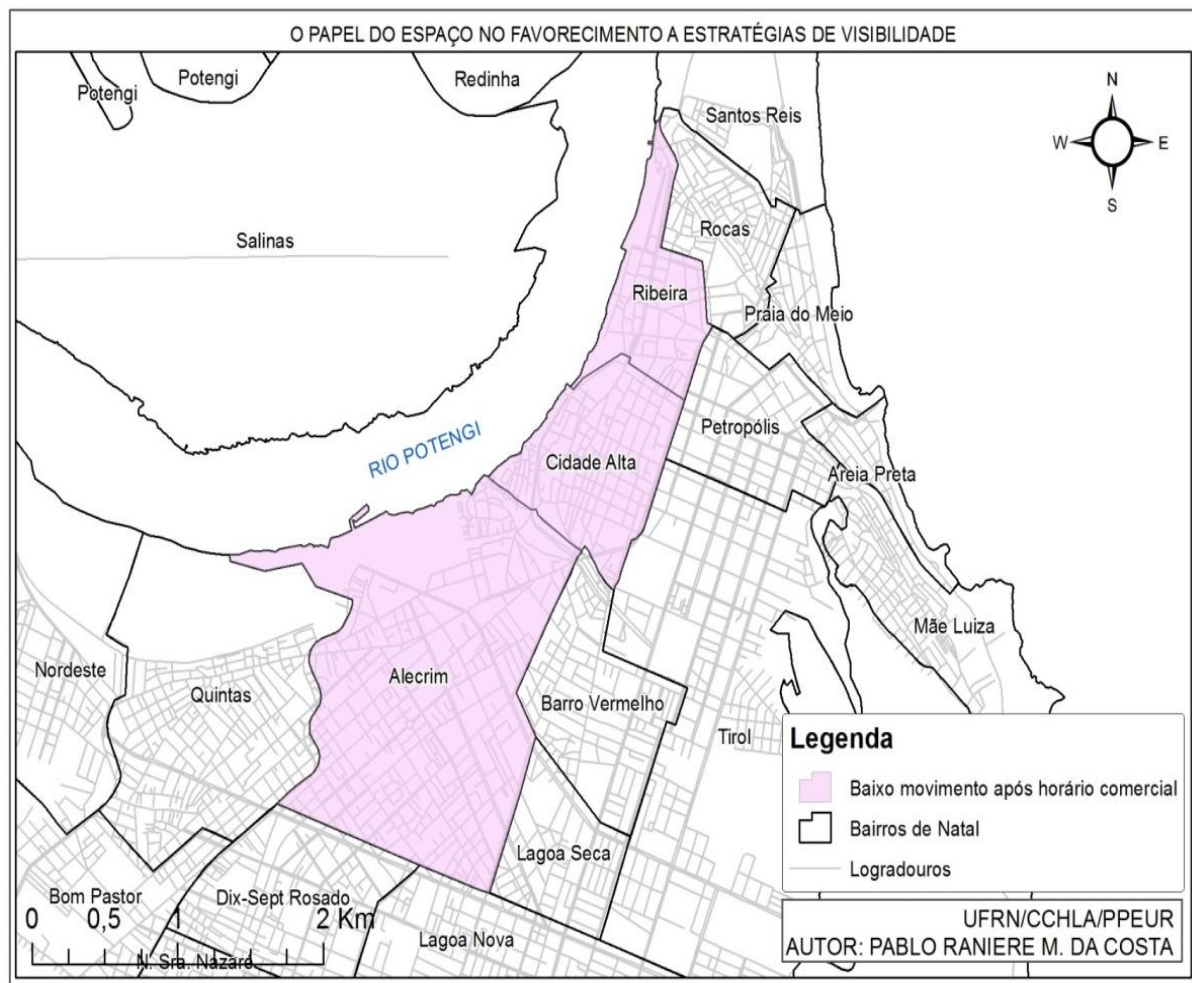 O PAPEL DO ESPAÇO NO FAVORECIMENTO A ESTRATÉGIAS DE VISIBILIDADE
Potengi
Redinha
Potengi
Santos Reis
N
W E
S
Rocas
Salinas
Ribeira
Praia do Meio
Petropólis
RIO POTENGI
Cidade Alta
Areia Preta
Mãe Luiza
Nordeste
Quintas
Alecrim
Barro Vermelho
Tirol
Legenda
Baixo movimento após horário comercial
Bairros de Natal
Logradouros
Lagoa Seca
Bom Pastor
Dix-Sept Rosado
0 0,5 1 2 Km
Lagoa Nova
N. Sra. Nazaré
UFRN/CCHLA/PPEUR
AUTOR: PABLO RANIERE M. DA COSTA